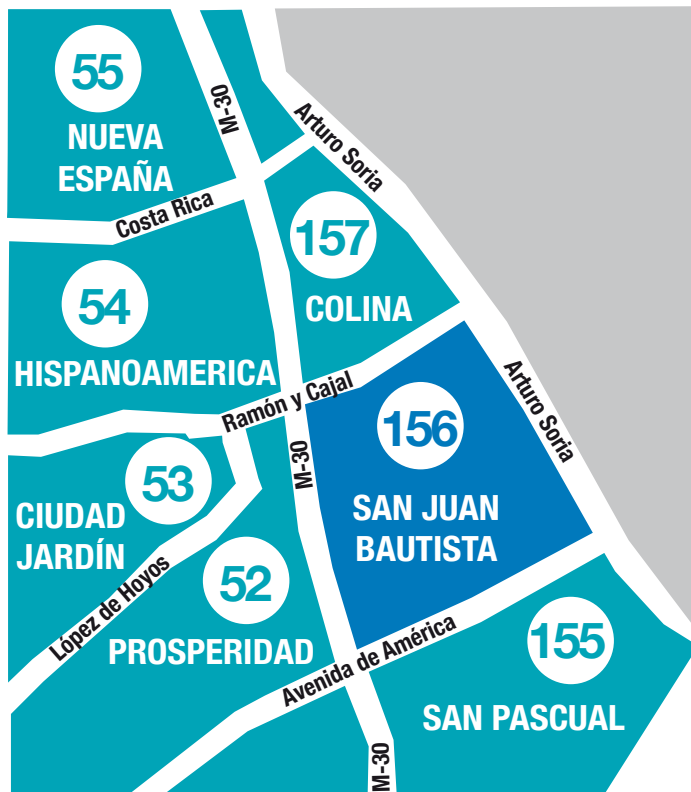 55
NUEVA
ESPAÑA
M-30
Arturo Soria
Costa Rica
157
COLINA
54
HISPANOAMERICA
Ramón y Cajal
Arturo Soria
156
SAN JUAN
BAUTISTA
M-30
53
CIUDAD
JARDÍN
López de Hoyos
52
PROSPERIDAD
Avenida de América
155
SAN PASCUAL
M-30